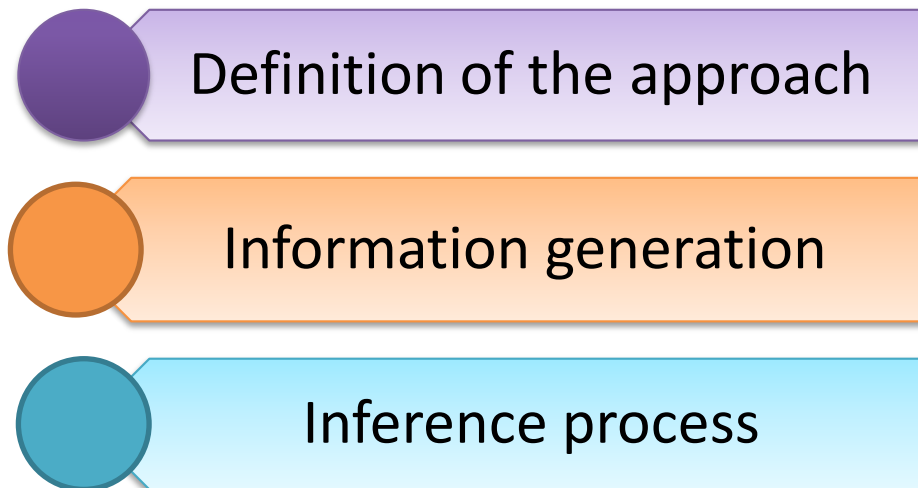 Definition of the approach
Information generation
Inference process